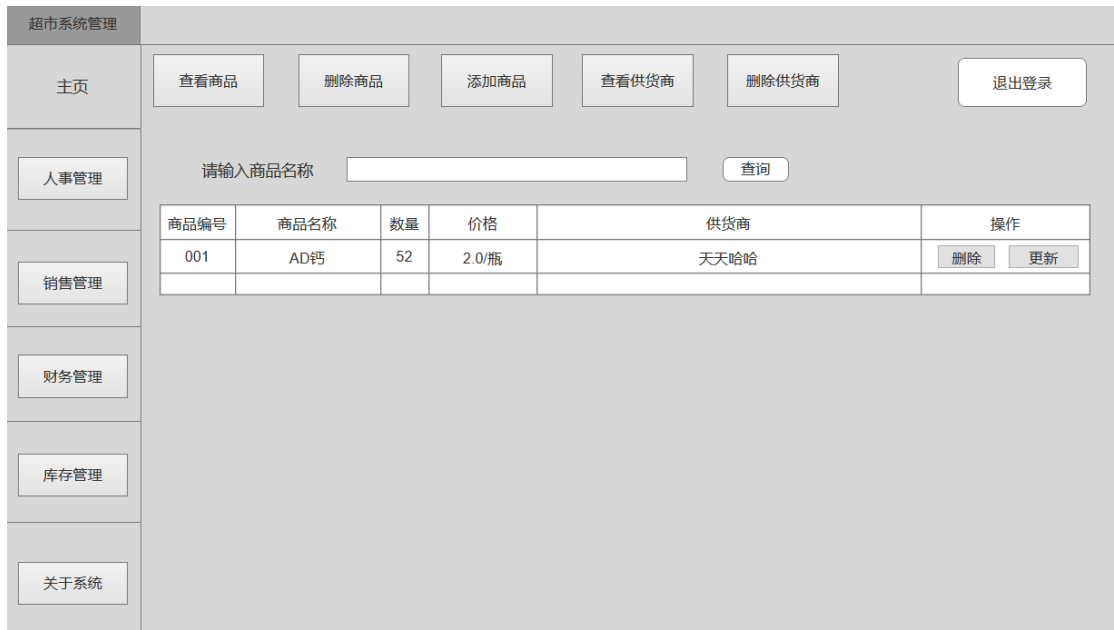 超市系统管理
主页
查看商品 删除商品 添加商品 查看供货商 删除供货商 退出登录
人事管理
请输入商品名称 查询
商品编号 商品名称 数量 价格 供货商 操作
001 AD钙 52 2.0/瓶 天天哈哈 删除 更新
销售管理
财务管理
库存管理
关于系统